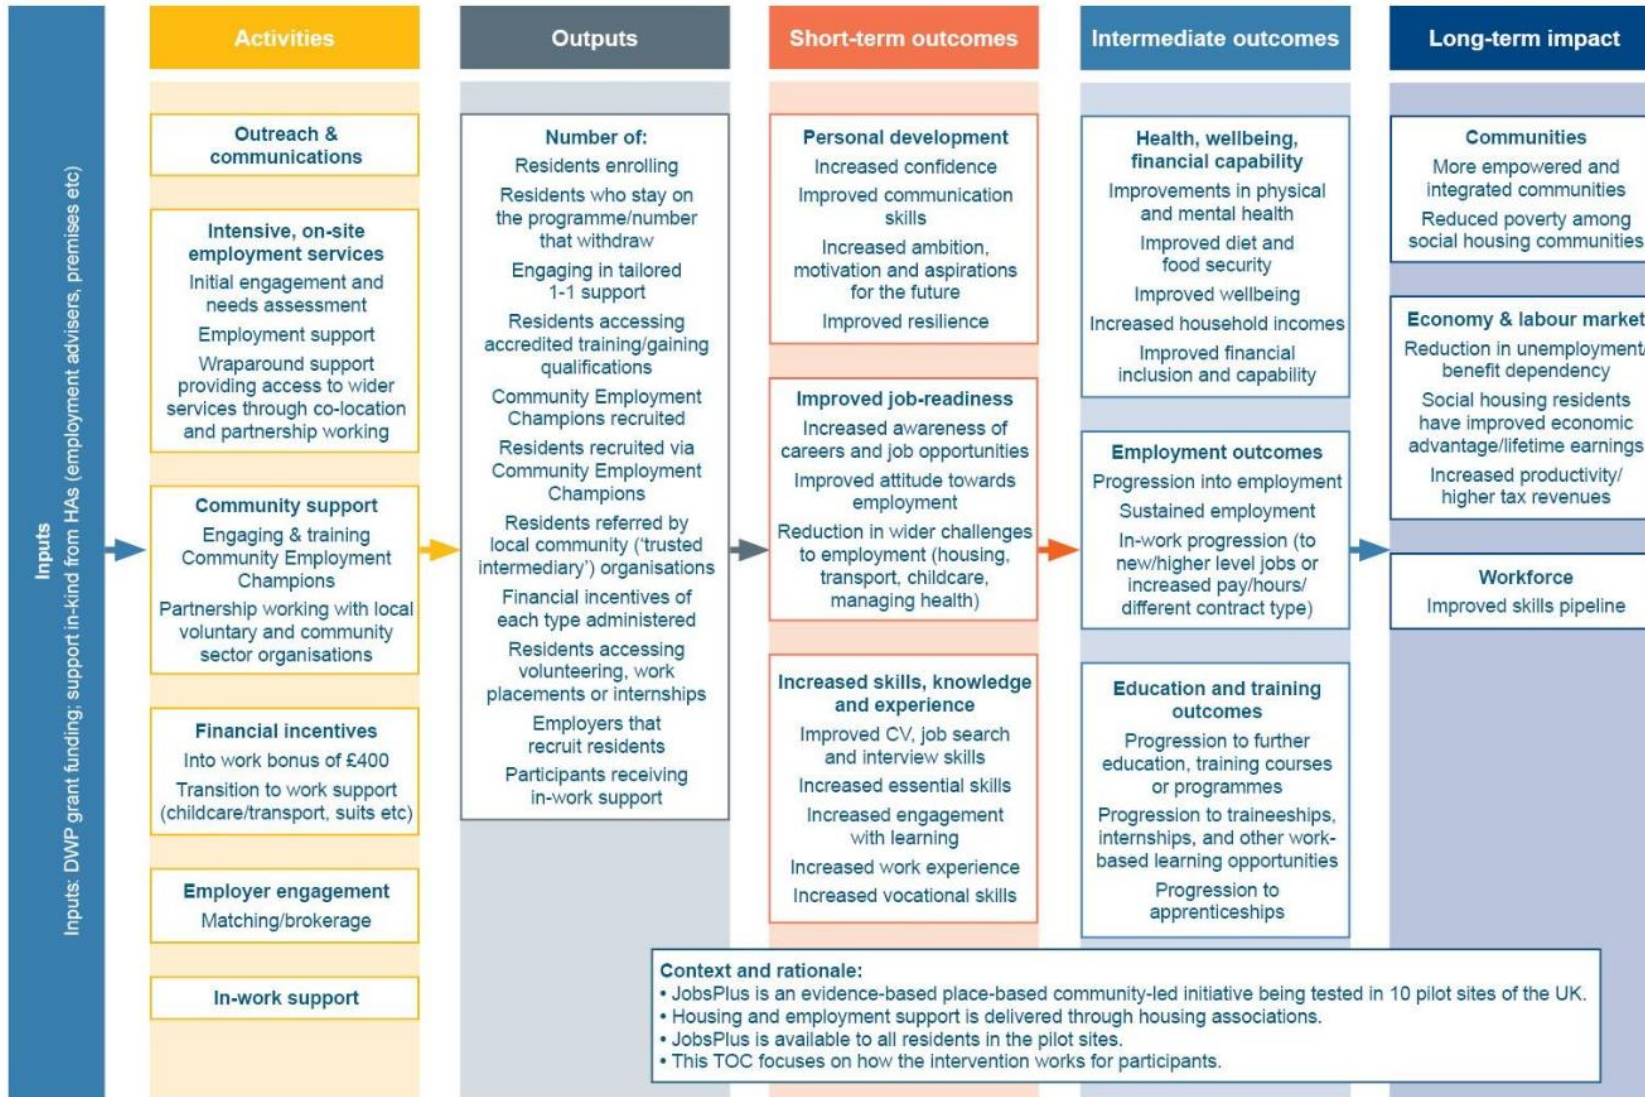 Inputs
Inputs: DWP grant funding; support in-kind from HAs (employment advisers, premises etc)
Activities
Outreach &
communications
Intensive, on-site
employment services
Initial engagement and
needs assessment
Employment support
Wraparound support
providing access to wider
services through co-location
and partnership working
Community support
Engaging & training
Community Employment
Champions
Partnership working with local
voluntary and community
sector organisations
Financial incentives
Into work bonus of £400
Transition to work support
(childcare/transport, suits etc)
Employer engagement
Matching/brokerage
In-work support
Outputs
Number of:
Residents enrolling
Residents who stay on
the programme/number
that withdraw
Engaging in tailored
1-1 support
Residents accessing
accredited training/gaining
qualifications
Community Employment
Champions recruited
Residents recruited via
Community Employment
Champions
Residents referred by
local community (‘trusted
intermediary’) organisations
Financial incentives of
each type administered
Residents accessing
volunteering, work
placements or internships
Employers that
recruit residents
Participants receiving
in-work support
Short-term outcomes
Personal development
Increased confidence
Improved communication
skills
Increased ambition,
motivation and aspirations
for the future
Improved resilience
Improved job-readiness
Increased awareness of
careers and job opportunities
Improved attitude towards
employment
Reduction in wider challenges
to employment (housing,
transport, childcare,
managing health)
Increased skills, knowledge
and experience
Improved CV, job search
and interview skills
Increased essential skills
Increased engagement
with learning
Increased work experience
Increased vocational skills
Intermediate outcomes
Health, wellbeing,
financial capability
Improvements in physical
and mental health
Improved diet and
food security
Improved wellbeing
Increased household incomes
Improved financial
inclusion and capability
Employment outcomes
Progression into employment
Sustained employment
In-work progression (to
new/higher level jobs or
increased pay/hours/
different contract type)
Education and training
outcomes
Progression to further
education, training courses
or programmes
Progression to traineeships,
internships, and other work-
based learning opportunities
Progression to
apprenticeships
Long-term impact
Communities
More empowered and
integrated communities
Reduced poverty among
social housing communities
Economy & labour market
Reduction in unemployment/
benefit dependency
Social housing residents
have improved economic
advantage/lifetime earnings
Increased productivity/
higher tax revenues
Workforce
Improved skills pipeline
Context and rationale:
• JobsPlus is an evidence-based place-based community-led initiative being tested in 10 pilot sites of the UK.
• Housing and employment support is delivered through housing associations.
• JobsPlus is available to all residents in the pilot sites.
• This TOC focuses on how the intervention works for participants.